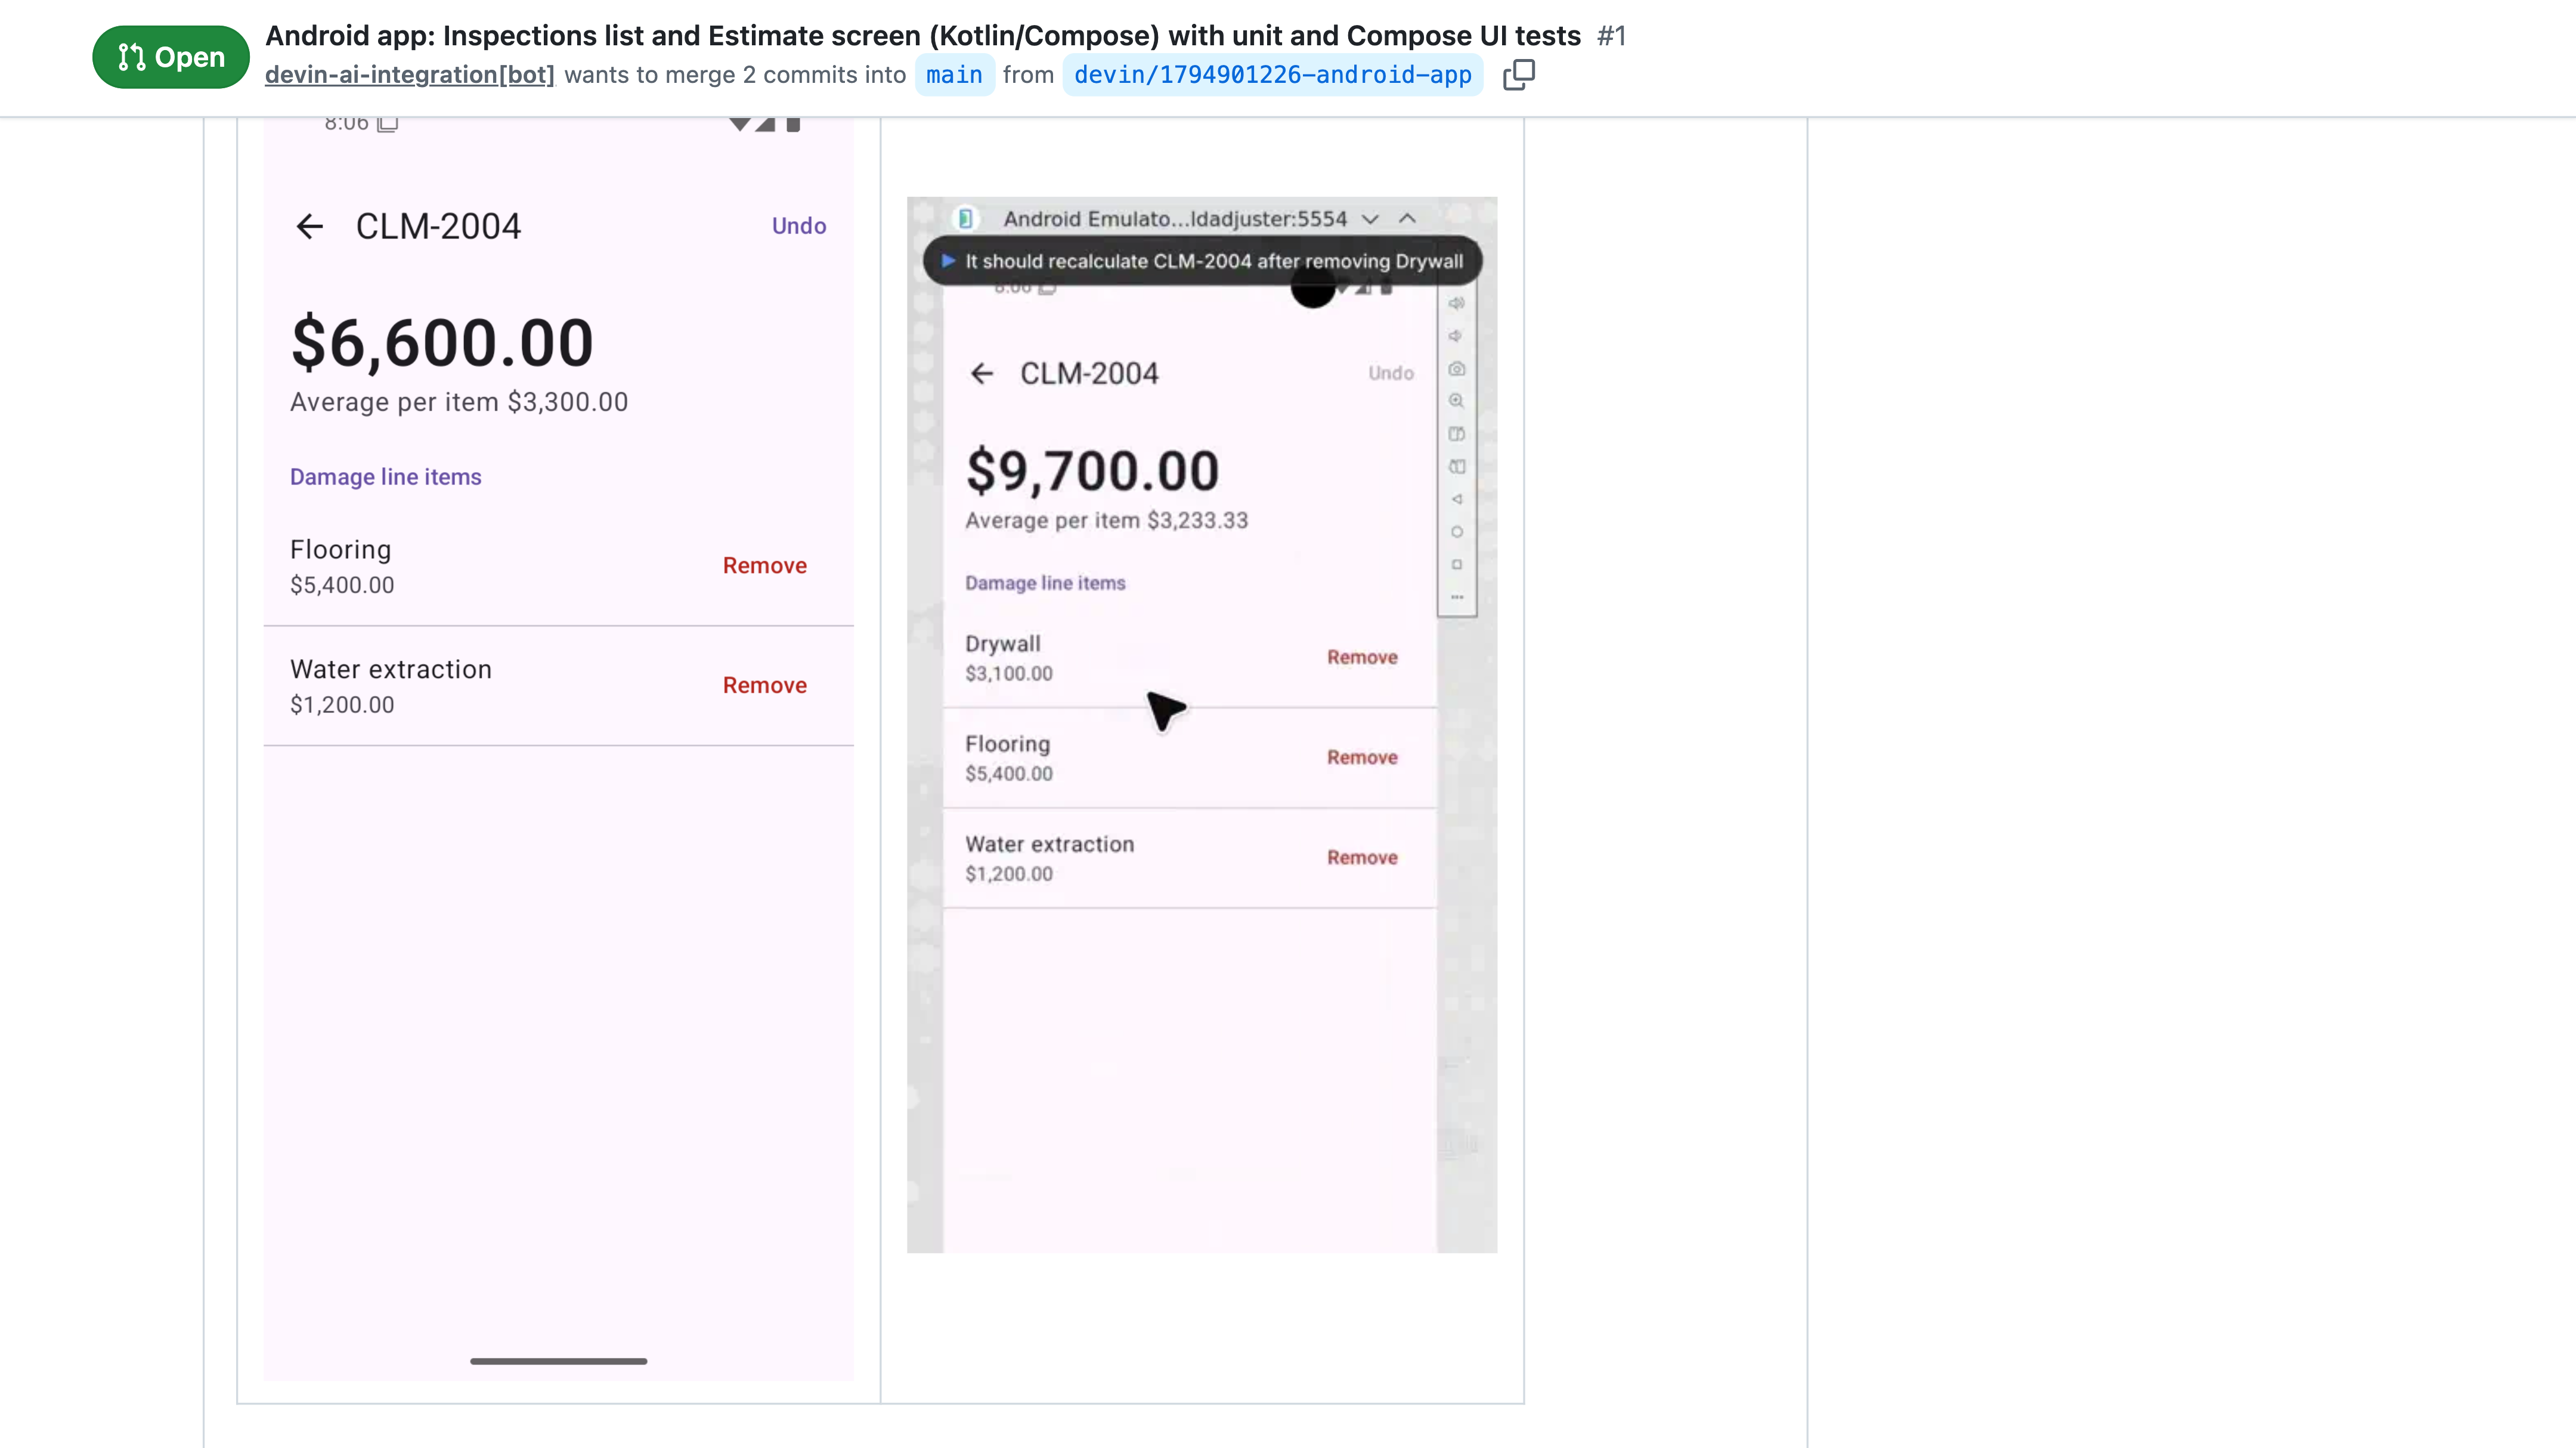 Open
Android app: Inspections list and Estimate screen (Kotlin/Compose) with unit and Compose UI tests #1
devin-ai-integration[bot] wants to merge 2 commits into main from devin/1794901226-android-app
8:06
CLM-2004
Undo
$6,600.00
Average per item $3,300.00
Damage line items
Flooring
$5,400.00
Remove
Water extraction
$1,200.00
Remove
Android Emulato...ldadjuster:5554
It should recalculate CLM-2004 after removing Drywall
8:06
CLM-2004
Undo
$9,700.00
Average per item $3,233.33
Damage line items
Drywall
$3,100.00
Remove
Flooring
$5,400.00
Remove
Water extraction
$1,200.00
Remove